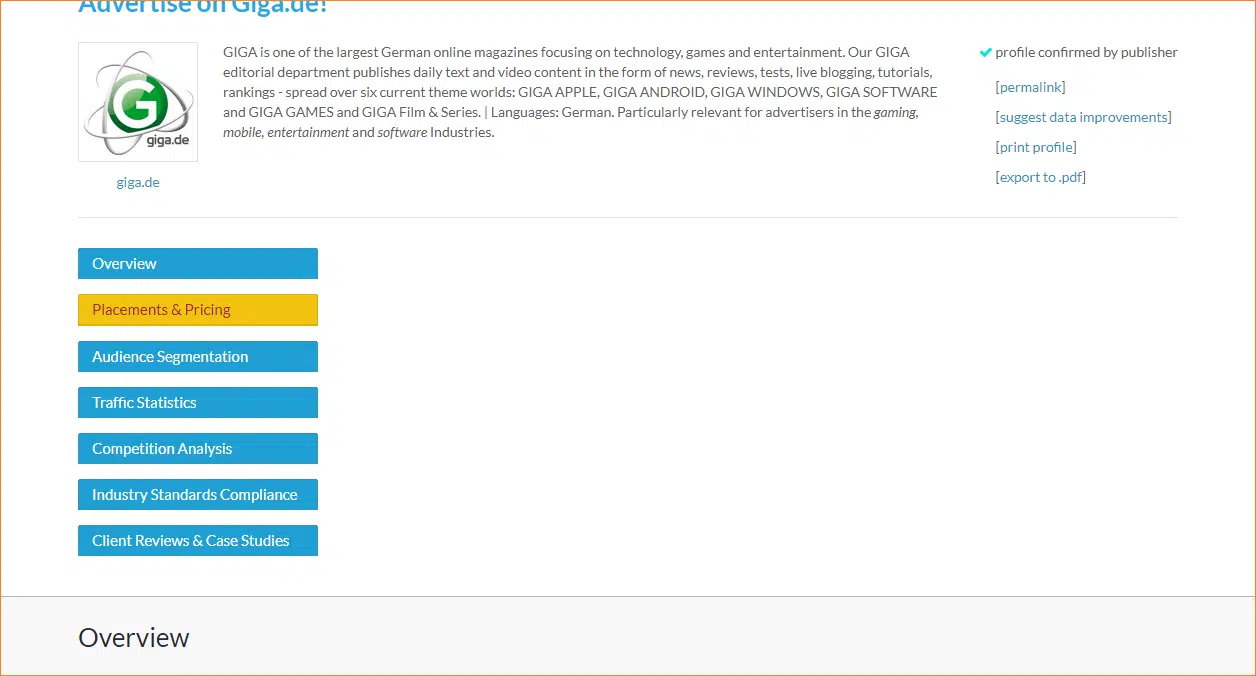 Advertise on Giga.de!
GIGA is one of the largest German online magazines focusing on technology, games and entertainment. Our GIGA
editorial department publishes daily text and video content in the form of news, reviews, tests, live blogging, tutorials,
rankings - spread over six current theme worlds: GIGA APPLE, GIGA ANDROID, GIGA WINDOWS, GIGA SOFTWARE
and GIGA GAMES and GIGA Film & Series. | Languages: German. Particularly relevant for advertisers in the gaming,
mobile, entertainment and software Industries.
G
giga.de
giga.de
profile confirmed by publisher
[permalink]
[suggest data improvements]
[print profile]
[export to .pdf]
Overview
Placements & Pricing
Audience Segmentation
Traffic Statistics
Competition Analysis
Industry Standards Compliance
Client Reviews & Case Studies
Overview